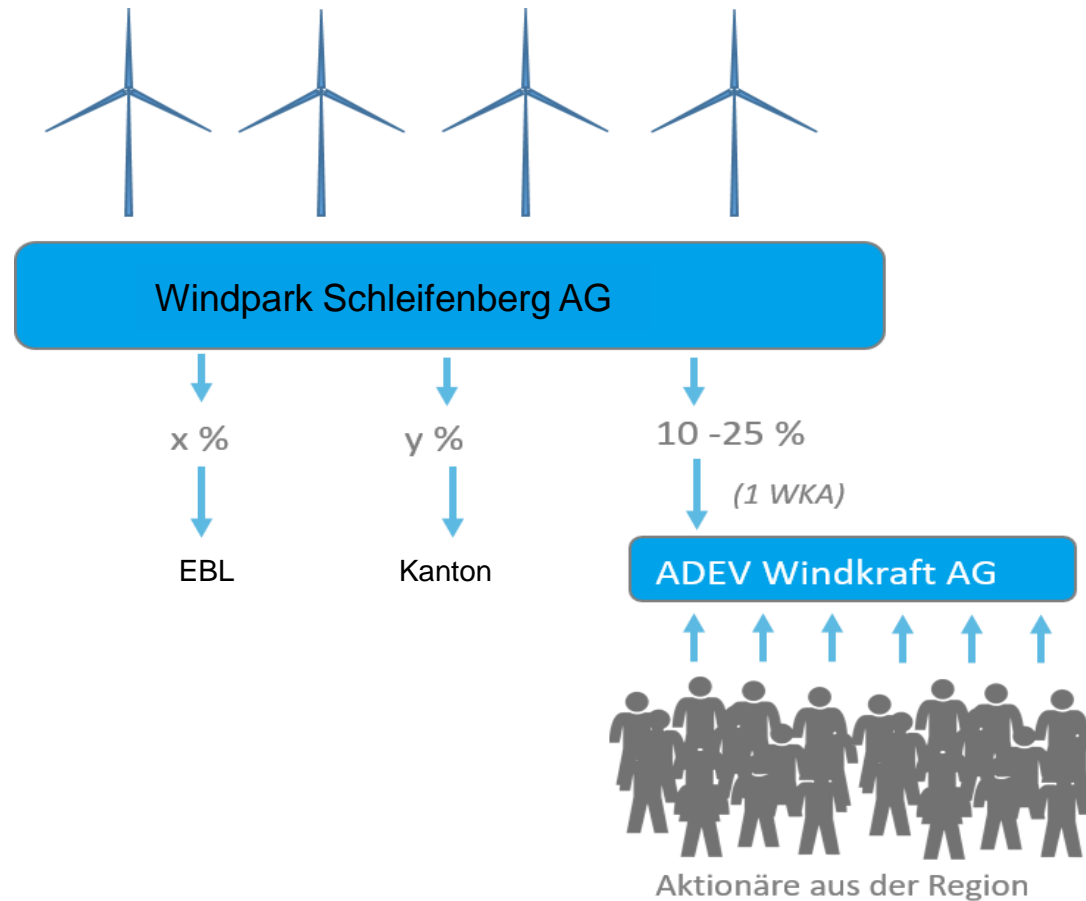 Windpark Schleifenberg AG
x %
y %
10 -25 %
(1 WKA)
EBL
Kanton
ADEV Windkraft AG
Aktionäre aus der Region